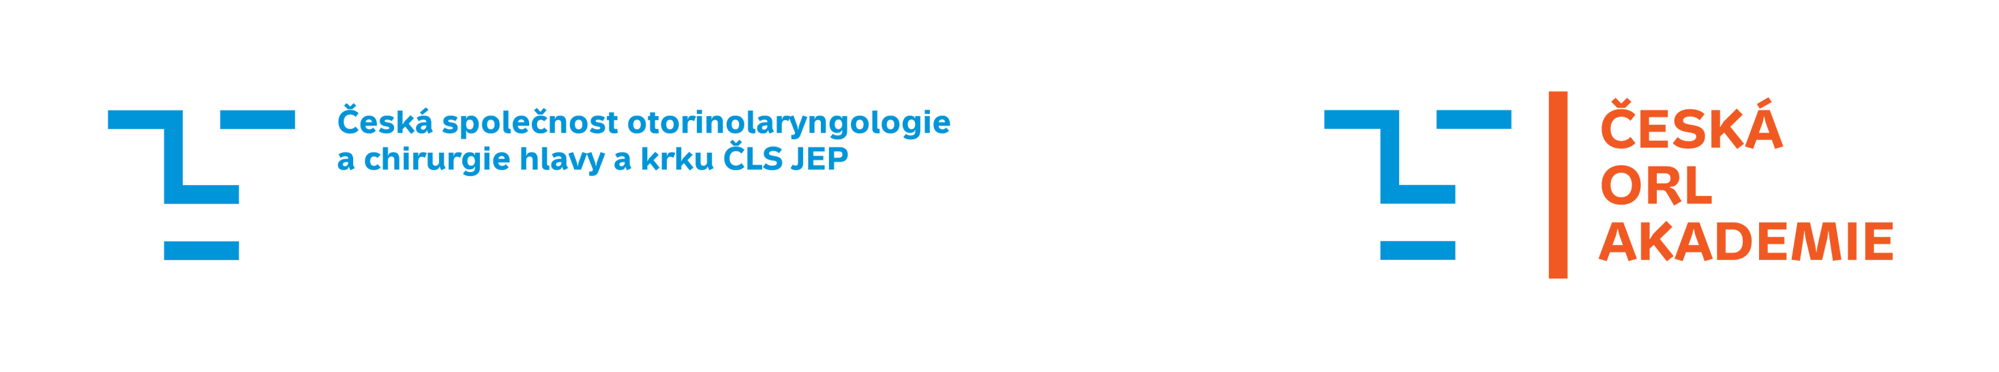 Česká společnost otorinolaryngologie
a chirurgie hlavy a krku ČLS JEP
ČESKÁ
ORL
AKADEMIE